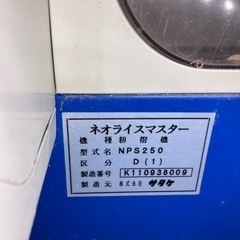 ネオライスマスター
機種籾摺機
型式名 NPS250
区分 D(1)
製造番号 K110938009
製造元 株式会社 サタケ